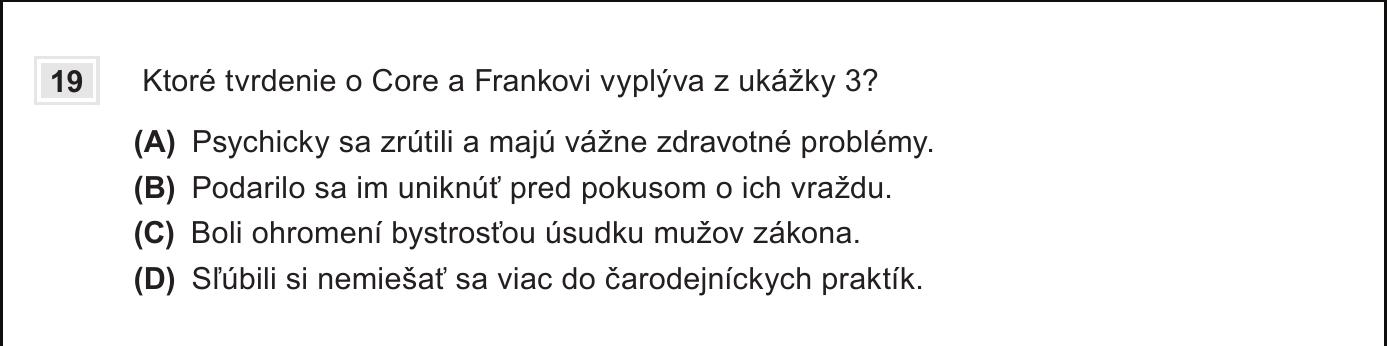 19 Ktoré tvrdenie o Core a Frankovi vyplýva z ukážky 3?
(A) Psychicky sa zrútili a majú vážne zdravotné problémy.
(B) Podarilo sa im uniknúť pred pokusom o ich vraždu.
(C) Boli ohromení bystrosťou úsudku mužov zákona.
(D) Sľúbili si nemiešať sa viac do čarodejníckych praktík.